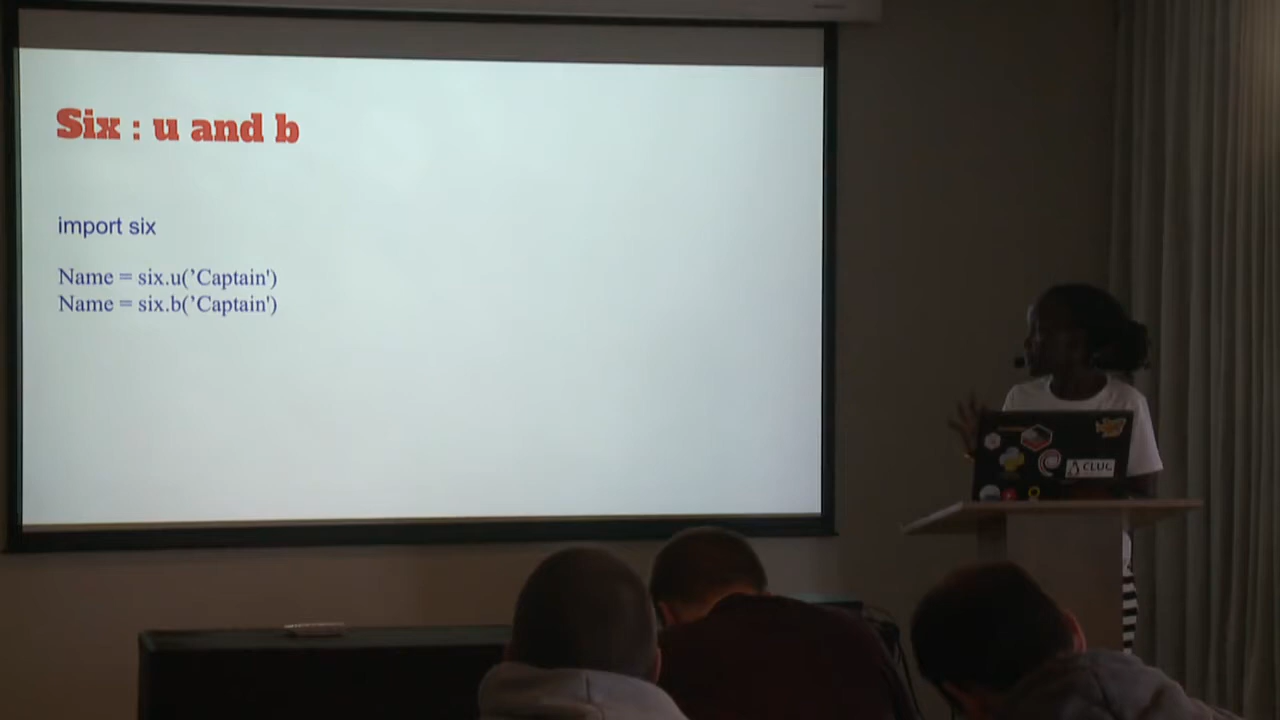 Six : u and b
import six
Name = six.u(’Captain')
Name = six.b(’Captain')
CLUG